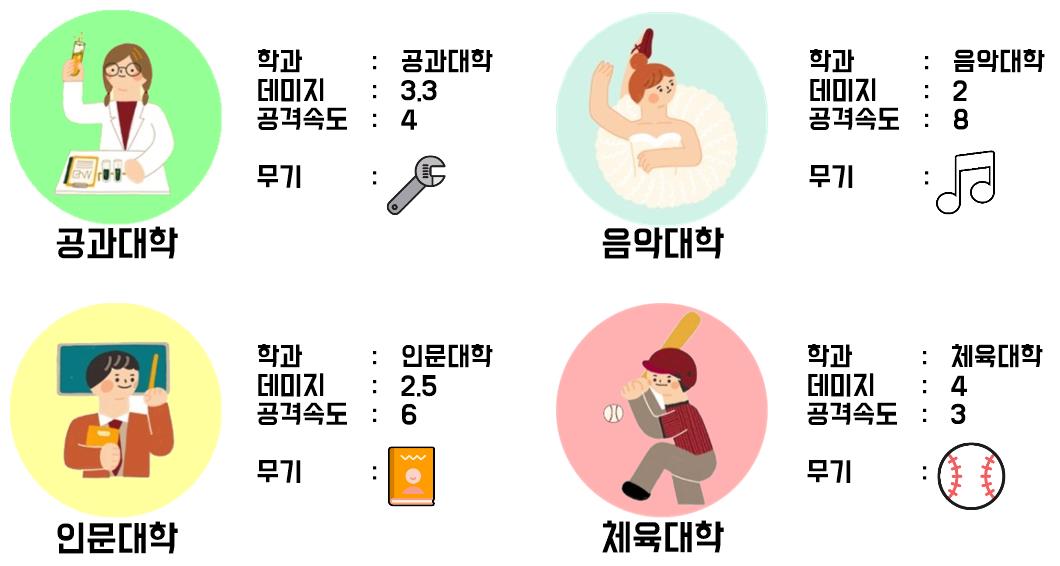 학과 : 공과대학
데미지 : 3.3
공격속도 : 4
무기 :
공과대학
학과 : 음악대학
데미지 : 2
공격속도 : 8
무기 :
음악대학
학과 : 인문대학
데미지 : 2.5
공격속도 : 6
무기 :
인문대학
학과 : 체육대학
데미지 : 4
공격속도 : 3
무기 :
체육대학